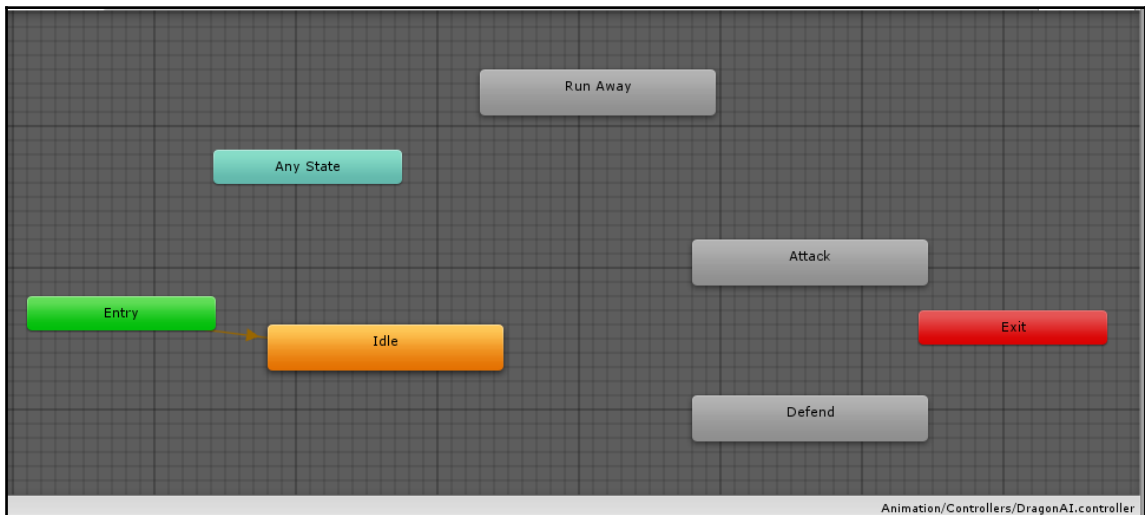 Run Away
Any State
Attack
Entry
Exit
Idle
Defend
Animation/Controllers/DragonAI.controller